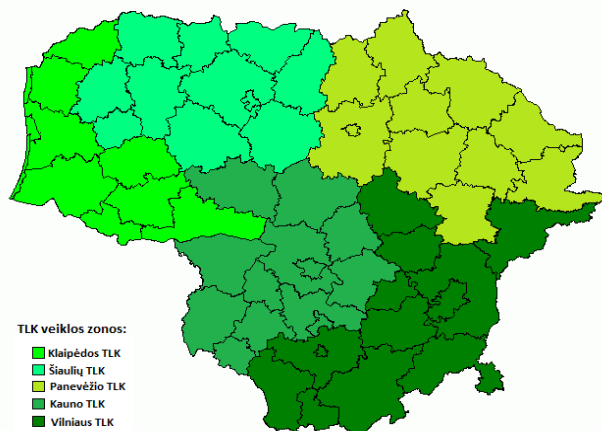 TLK veiklos zonos:
Klaipėdos TLK
Šiaulių TLK
Panevėžio TLK
Kauno TLK
Vilniaus TLK